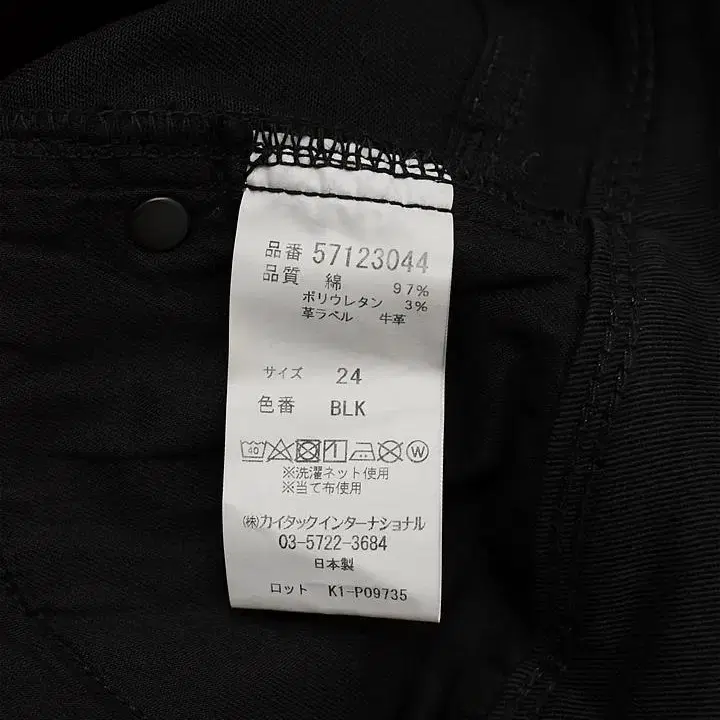 品番 57123044
品質 綿 97%
ポリウレタン 3%
革ラベル 牛革
サイズ 24
色番 BLK
40 W
※洗濯ネット使用
※当て布使用
㈱カイタックインターナショナル
03-5722-3684
日本製
ロット K1-P09735